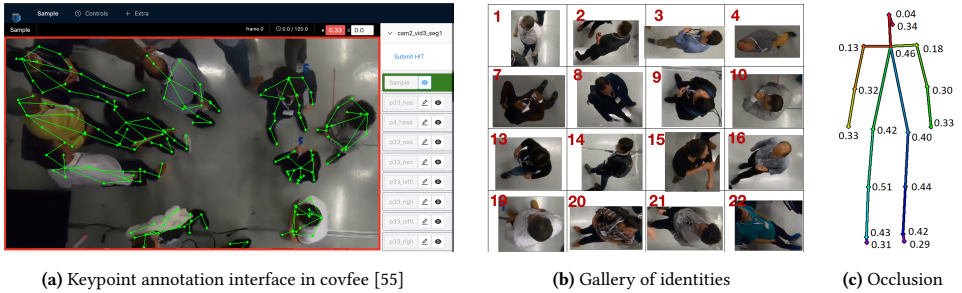 Sample Controls + Extra
Sample frame 0 0.0 / 120.0 0.33 x 0.0
cam2_vid3_seg1
Submit HIT
Sample
p33_hea
p4_head
p33_nos
p33_nec
p33_left
p33_righ
p33_left
p33_righ
(a) Keypoint annotation interface in covfee [55]
1 2 3 4
7 8 9 10
13 14 15 16
19 20 21 22
(b) Gallery of identities
0.04
0.34
0.13 0.46 0.18
0.32 0.30
0.33 0.42 0.40 0.33
0.51 0.44
0.43 0.42
0.31 0.29
(c) Occlusion